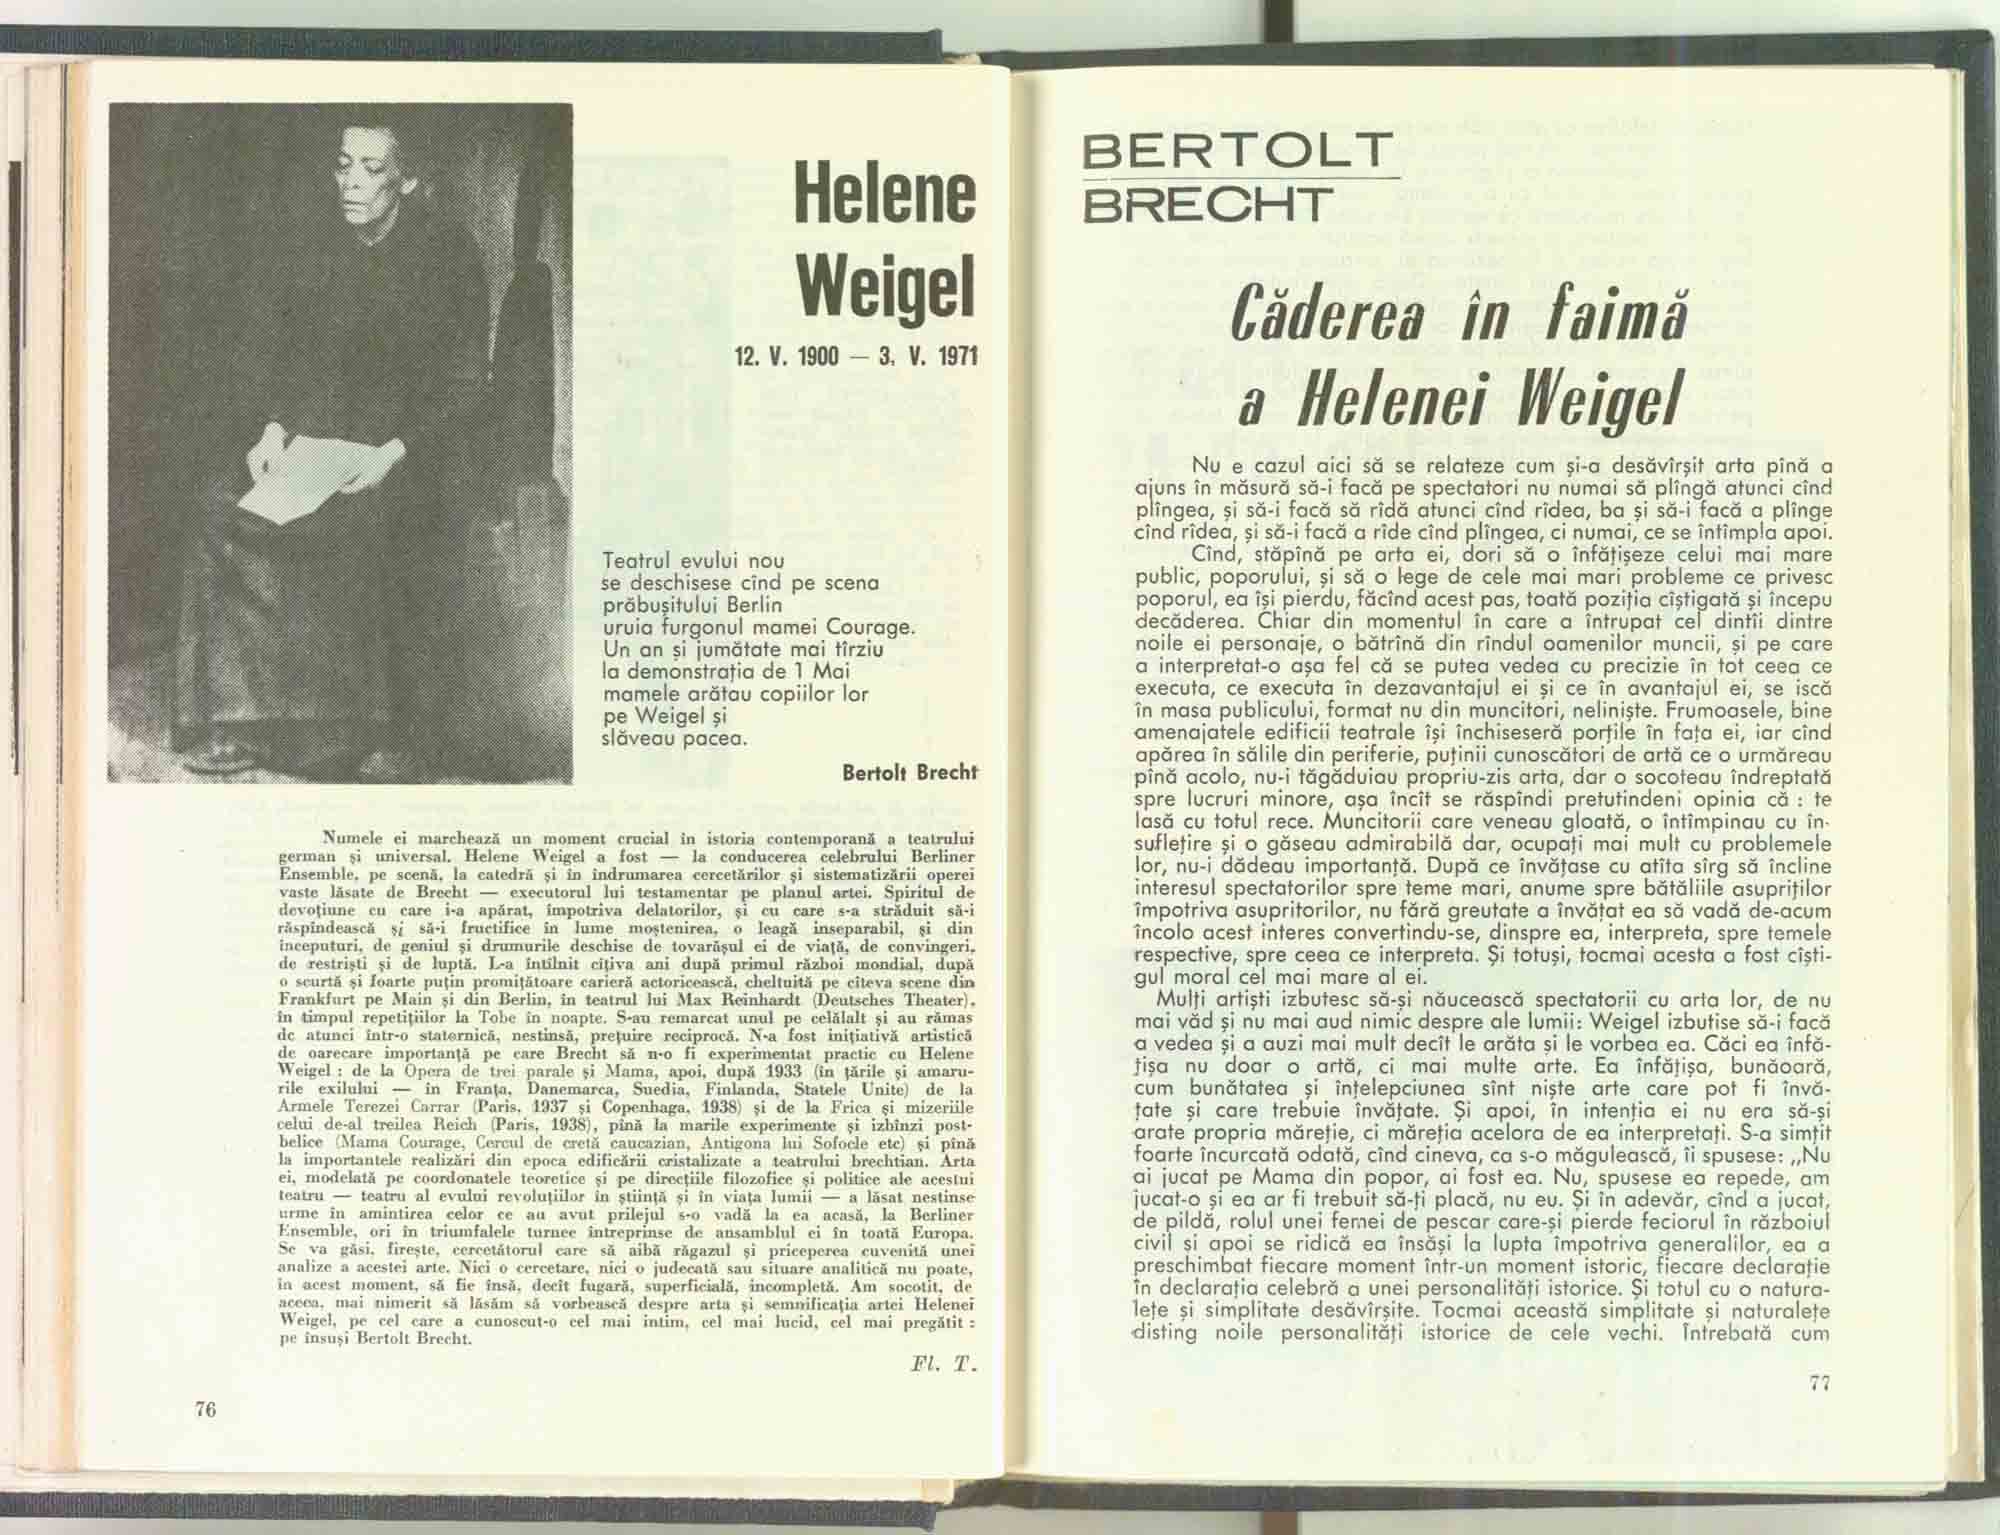 Helene
Weigel
12. V. 1900 — 3. V. 1971
Teatrul evului nou
se deschisese cînd pe scena
prăbușitului Berlin
uruia furgonul mamei Courage.
Un an și jumătate mai tîrziu
la demonstrația de 1 Mai
mamele arătau copiilor lor
pe Weigel și
slăveau pacea.
Bertolt Brecht
Numele ei marchează un moment crucial în istoria contemporană a teatrului
german și universal. Helene Weigel a fost — la conducerea celebrului Berliner
Ensemble, pe scenă, la catedră și în îndrumarea cercetărilor și sistematizării operei
vaste lăsate de Brecht — executorul lui testamentar pe planul artei. Spiritul de
devoțiune cu care i-a apărat, împotriva delatorilor, și cu care s-a străduit să-i
răspîndească și să-i fructifice în lume moștenirea, o leagă inseparabil, și din
începuturi, de geniul și drumurile deschise de tovarășul ei de viață, de convingeri,
de restriști și de luptă. L-a întîlnit cîțiva ani după primul război mondial, după
o scurtă și foarte puțin promițătoare carieră actoricească, cheltuită pe cîteva scene din
Frankfurt pe Main și din Berlin, în teatrul lui Max Reinhardt (Deutsches Theater),
în timpul repetițiilor la Tobe în noapte. S-au remarcat unul pe celălalt și au rămas
de atunci într-o statornică, nestinsă, prețuire reciprocă. N-a fost inițiativă artistică
de oarecare importanță pe care Brecht să n-o fi experimentat practic cu Helene
Weigel : de la Opera de trei parale și Mama, apoi, după 1933 (în țările și amaru-
rile exilului — în Franța, Danemarca, Suedia, Finlanda, Statele Unite) de la
Armele Terezei Carrar (Paris, 1937 și Copenhaga, 1938) și de la Frica și mizeriile
celui de-al treilea Reich (Paris, 1938), pînă la marile experimente și izbînzi post-
belice (Mama Courage, Cercul de cretă caucazian, Antigona lui Sofocle etc) și pînă
la importantele realizări din epoca edificării cristalizate a teatrului brechtian. Arta
ei, modelată pe coordonatele teoretice și pe direcțiile filozofice și politice ale acestui
teatru — teatru al evului revoluțiilor în știință și în viața lumii — a lăsat nestinse
urme în amintirea celor ce au avut prilejul s-o vadă la ea acasă, la Berliner
Ensemble, ori în triumfalele turnee întreprinse de ansamblul ei în toată Europa.
Se va găsi, firește, cercetătorul care să aibă răgazul și priceperea cuvenită unei
analize a acestei arte. Nici o cercetare, nici o judecată sau situare analitică nu poate,
în acest moment, să fie însă, decît fugară, superficială, incompletă. Am socotit, de
aceea, mai nimerit să lăsăm să vorbească despre arta și semnificația artei Helenei
Weigel, pe cel care a cunoscut-o cel mai intim, cel mai lucid, cel mai pregătit :
pe însuși Bertolt Brecht.
Fl. T.
76
BERTOLT
BRECHT
Căderea în faimă
a Helenei Weigel
Nu e cazul aici să se relateze cum și-a desăvîrșit arta pînă a
ajuns în măsură să-i facă pe spectatori nu numai să plîngă atunci cînd
plîngea, și să-i facă să rîdă atunci cînd rîdea, ba și să-i facă a plînge
cînd rîdea, și să-i facă a rîde cînd plîngea, ci numai, ce se întîmpla apoi.
Cînd, stăpînă pe arta ei, dori să o înfățișeze celui mai mare
public, poporului, și să o lege de cele mai mari probleme ce privesc
poporul, ea își pierdu, făcînd acest pas, toată poziția cîștigată și începu
decăderea. Chiar din momentul în care a întrupat cel dintîi dintre
noile ei personaje, o bătrînă din rîndul oamenilor muncii, și pe care
a interpretat-o așa fel că se putea vedea cu precizie în tot ceea ce
executa, ce executa în dezavantajul ei și ce în avantajul ei, se iscă
în masa publicului, format nu din muncitori, neliniște. Frumoasele, bine
amenajatele edificii teatrale își închiseseră porțile în fața ei, iar cînd
apărea în sălile din periferie, puținii cunoscători de artă ce o urmăreau
pînă acolo, nu-i tăgăduiau propriu-zis arta, dar o socoteau îndreptată
spre lucruri minore, așa încît se răspîndi pretutindeni opinia că : te
lasă cu totul rece. Muncitorii care veneau gloată, o întîmpinau cu în-
suflețire și o găseau admirabilă dar, ocupați mai mult cu problemele
lor, nu-i dădeau importanță. După ce învățase cu atîta sîrg să încline
interesul spectatorilor spre teme mari, anume spre bătăliile asupriților
împotriva asupritorilor, nu fără greutate a învățat ea să vadă de-acum
încolo acest interes convertindu-se, dinspre ea, interpreta, spre temele
respective, spre ceea ce interpreta. Și totuși, tocmai acesta a fost cîști-
gul moral cel mai mare al ei.
Mulți artiști izbutesc să-și năucească spectatorii cu arta lor, de nu
mai văd și nu mai aud nimic despre ale lumii: Weigel izbutise să-i facă
a vedea și a auzi mai mult decît le arăta și le vorbea ea. Căci ea înfă-
țișa nu doar o artă, ci mai multe arte. Ea înfățișa, bunăoară,
cum bunătatea și înțelepciunea sînt niște arte care pot fi învă-
țate și care trebuie învățate. Și apoi, în intenția ei nu era să-și
arate propria măreție, ci măreția acelora de ea interpretați. S-a simțit
foarte încurcată odată, cînd cineva, ca s-o măgulească, îi spusese: „Nu
ai jucat pe Mama din popor, ai fost ea. Nu, spusese ea repede, am
jucat-o și ea ar fi trebuit să-ți placă, nu eu. Și în adevăr, cînd a jucat,
de pildă, rolul unei femei de pescar care-și pierde feciorul în războiul
civil și apoi se ridică ea însăși la lupta împotriva generalilor, ea a
preschimbat fiecare moment într-un moment istoric, fiecare declarație
în declarația celebră a unei personalități istorice. Și totul cu o natura-
lețe și simplitate desăvîrșite. Tocmai această simplitate și naturalețe
disting noile personalități istorice de cele vechi. Întrebată cum
77